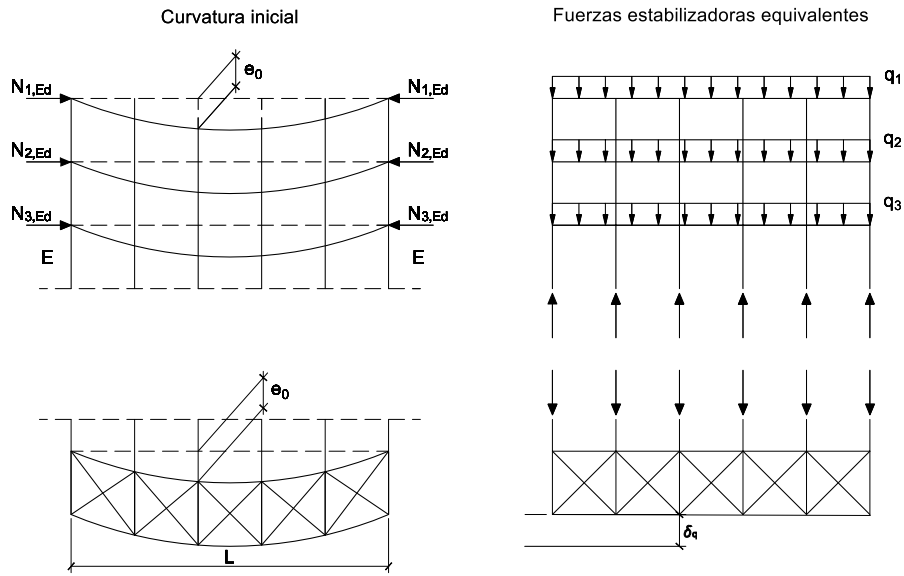 Curvatura inicial
Fuerzas estabilizadoras equivalentes
e0
N1,Ed N1,Ed
N2,Ed N2,Ed
N3,Ed N3,Ed
E E
q1
q2
q3
e0
L
δq